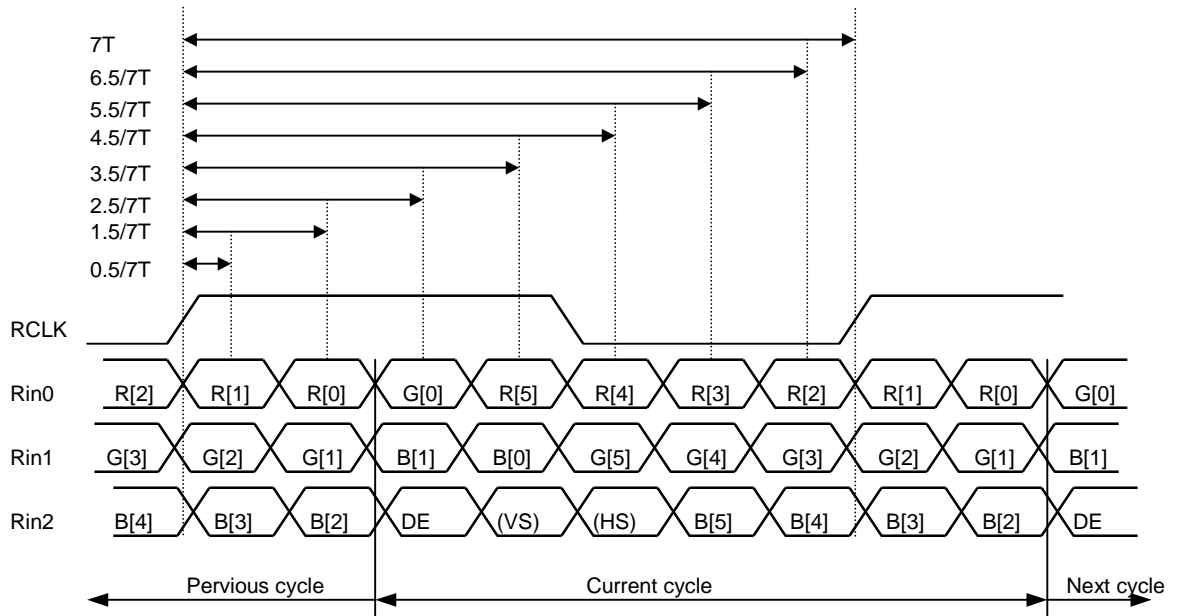 7T
6.5/7T
5.5/7T
4.5/7T
3.5/7T
2.5/7T
1.5/7T
0.5/7T
RCLK
Rin0 R[2] R[1] R[0] G[0] R[5] R[4] R[3] R[2] R[1] R[0] G[0]
Rin1 G[3] G[2] G[1] B[1] B[0] G[5] G[4] G[3] G[2] G[1] B[1]
Rin2 B[4] B[3] B[2] DE (VS) (HS) B[5] B[4] B[3] B[2] DE
Pervious cycle Current cycle Next cycle